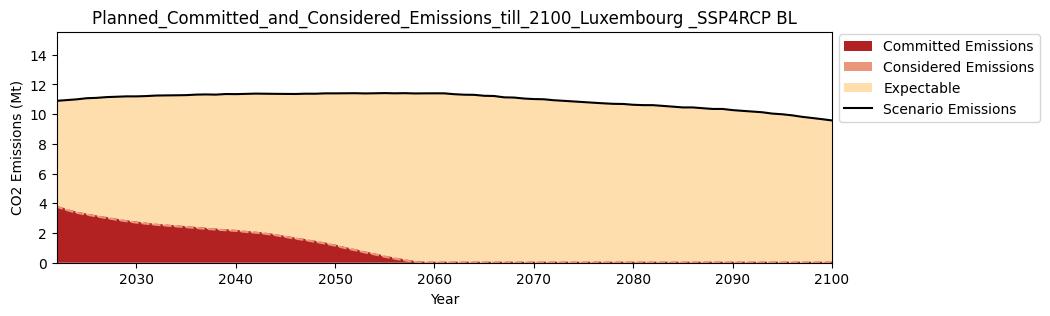 Planned_Committed_and_Considered_Emissions_till_2100_Luxembourg _SSP4RCP BL
CO2 Emissions (Mt)
14
12
10
8
6
4
2
0
2030 2040 2050 2060 2070 2080 2090 2100
Year
Committed Emissions
Considered Emissions
Expectable
Scenario Emissions